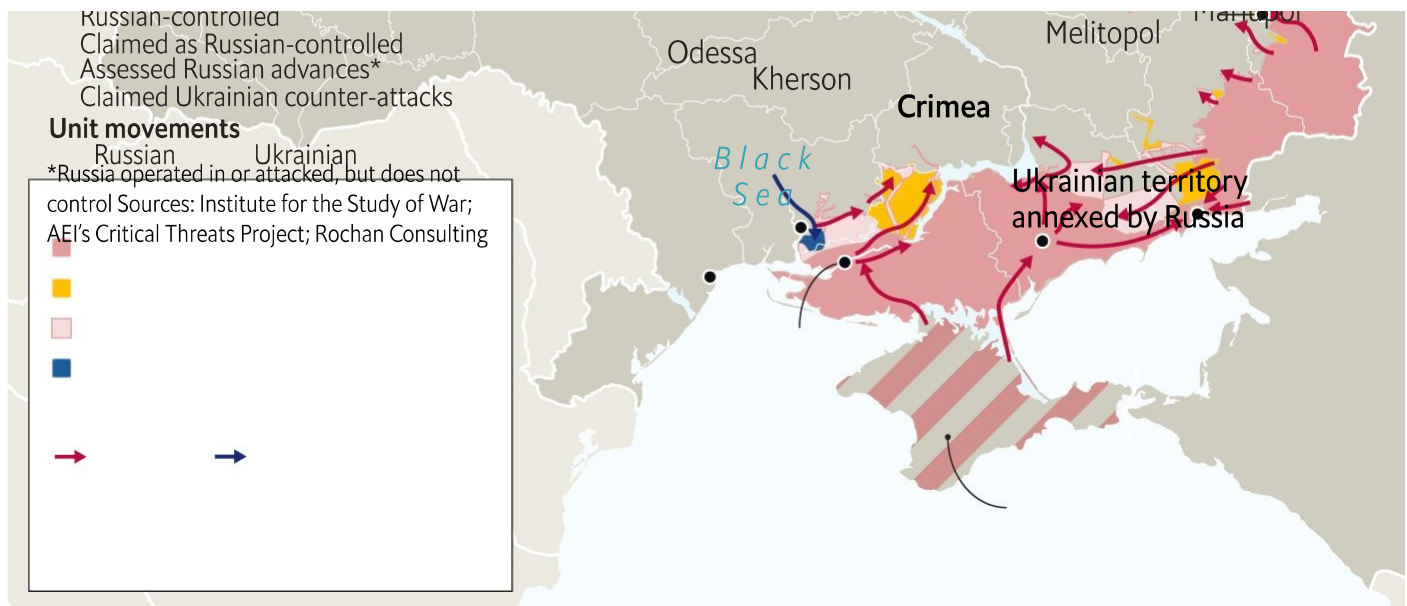 Russian-controlled
Claimed as Russian-controlled
Assessed Russian advances*
Claimed Ukrainian counter-attacks
Unit movements
Russian Ukrainian
*Russia operated in or attacked, but does not
control Sources: Institute for the Study of War;
AEI’s Critical Threats Project; Rochan Consulting
Odessa
Kherson
Melitopol
Mariupol
Crimea
Black
Sea
Ukrainian territory
annexed by Russia